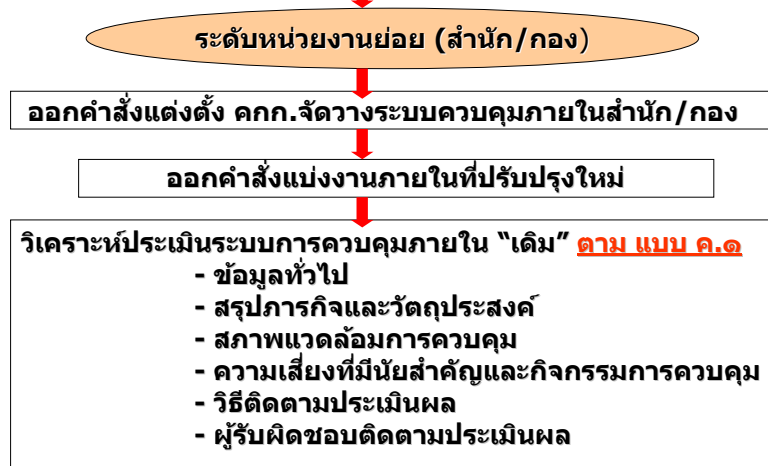 ระดับหน่วยงานย่อย (สำนัก/กอง)
ออกคำสั่งแต่งตั้ง คกก.จัดวางระบบควบคุมภายในสำนัก/กอง
ออกคำสั่งแบ่งงานภายในที่ปรับปรุงใหม่
วิเคราะห์ประเมินระบบการควบคุมภายใน “เดิม” ตาม แบบ ค.๑
- ข้อมูลทั่วไป
- สรุปภารกิจและวัตถุประสงค์
- สภาพแวดล้อมการควบคุม
- ความเสี่ยงที่มีนัยสำคัญและกิจกรรมการควบคุม
- วิธีติดตามประเมินผล
- ผู้รับผิดชอบติดตามประเมินผล